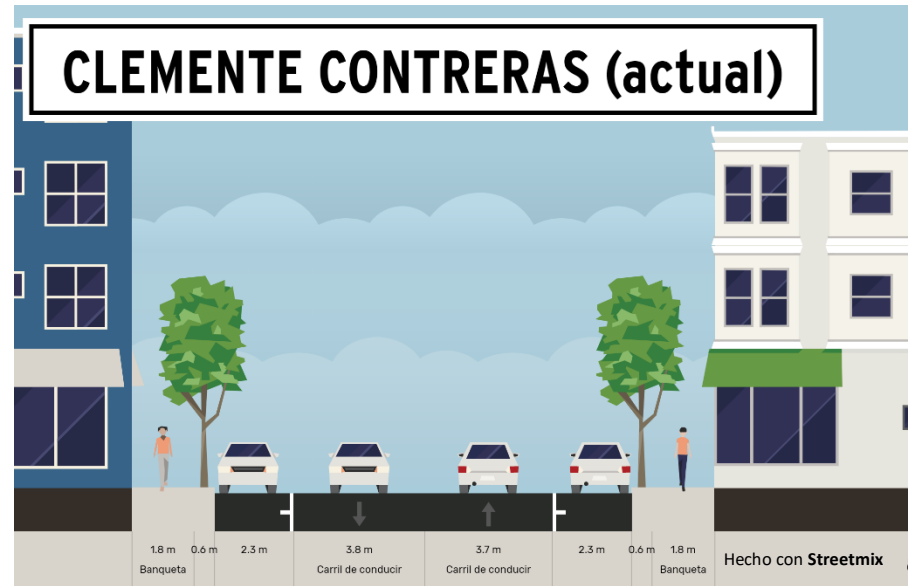 CLEMENTE CONTRERAS (actual)
1.8 m 0.6 m 2.3 m 3.8 m 3.7 m 2.3 m 0.6 m 1.8 m
Banqueta Carril de conducir Carril de conducir Banqueta
Hecho con Streetmix